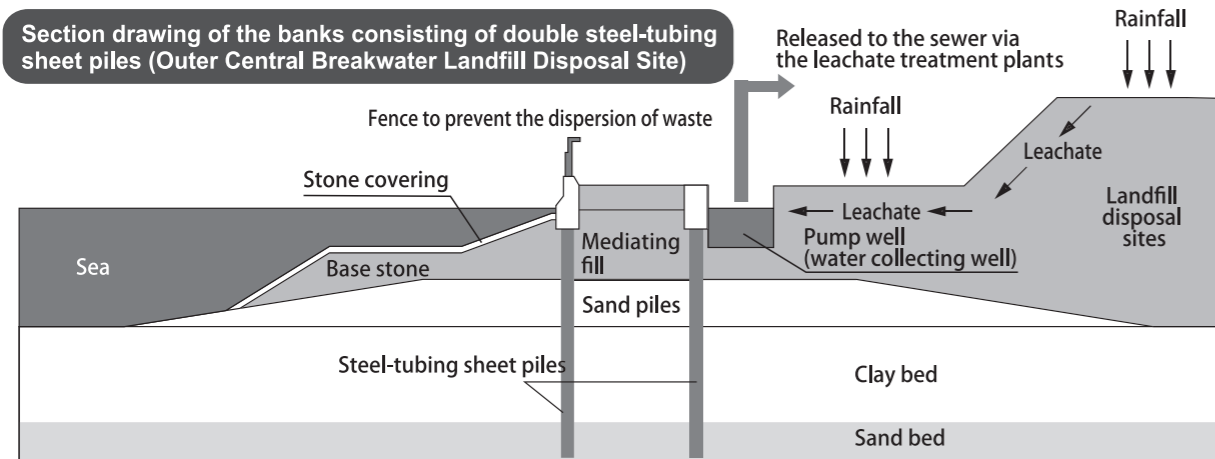 Section drawing of the banks consisting of double steel-tubing
sheet piles (Outer Central Breakwater Landfill Disposal Site)
Rainfall
Released to the sewer via
the leachate treatment plants
Rainfall
Fence to prevent the dispersion of waste
Leachate
Stone covering
Landfill
disposal
sites
Leachate
Pump well
(water collecting well)
Mediating
fill
Sea
Base stone
Sand piles
Steel-tubing sheet piles
Clay bed
Sand bed